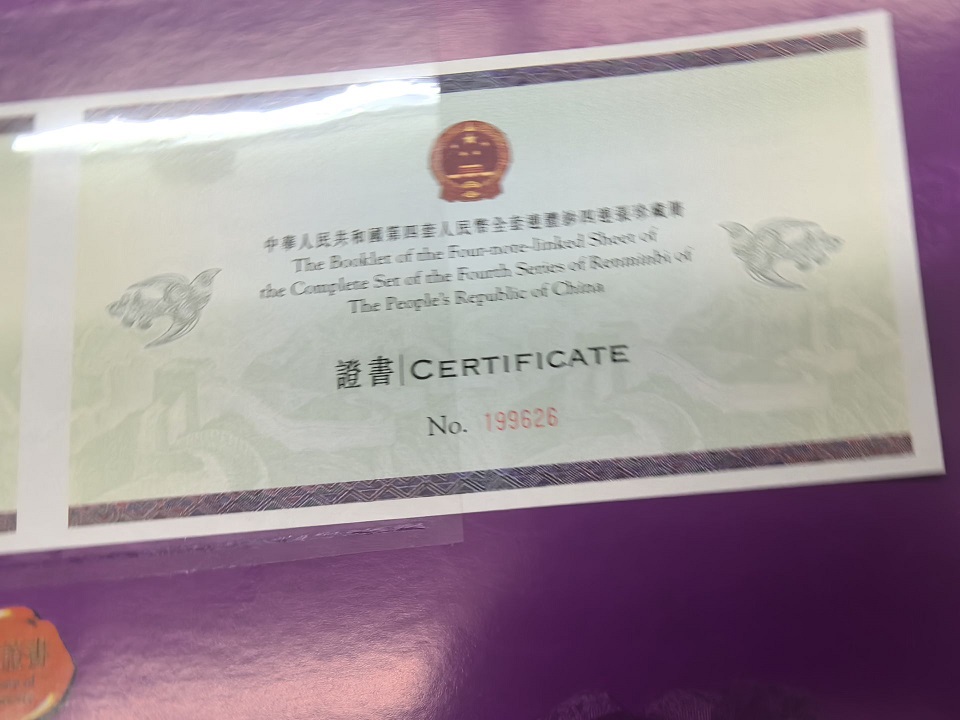 中華人民共和國第四套人民幣全套連體鈔四連張珍藏冊
The Booklet of the Four-note-linked Sheet of
the Complete Set of the Fourth Series of Renminbi of
The People's Republic of China
證書|CERTIFICATE
No. 199626